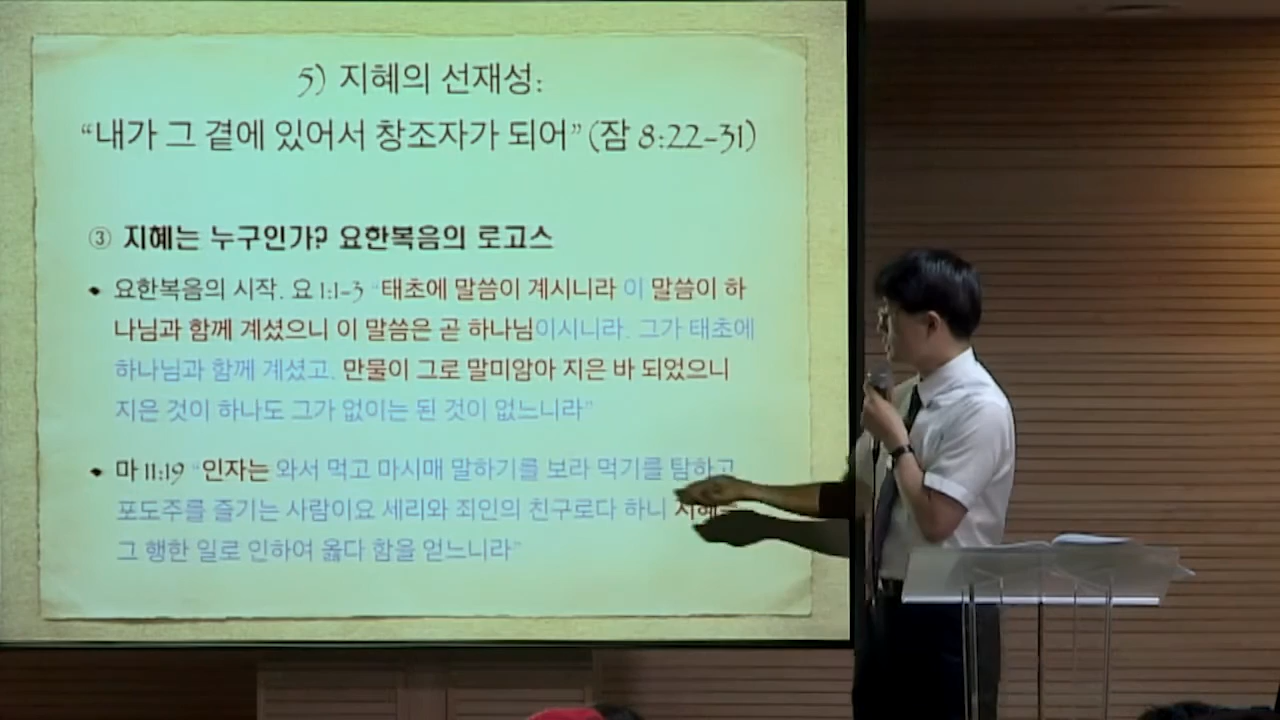 5) 지혜의 선재성:
“내가 그 곁에 있어서 창조자가 되어” (잠 8:22-31)
③ 지혜는 누구인가? 요한복음의 로고스
• 요한복음의 시작. 요 1:1-3 “태초에 말씀이 계시니라 이 말씀이 하
나님과 함께 계셨으니 이 말씀은 곧 하나님이시니라. 그가 태초에
하나님과 함께 계셨고, 만물이 그로 말미암아 지은 바 되었으니
지은 것이 하나도 그가 없이는 된 것이 없느니라”
• 마 11:19 “인자는 와서 먹고 마시매 말하기를 보라 먹기를 탐하고
포도주를 즐기는 사람이요 세리와 죄인의 친구로다 하니
그 행한 일로 인하여 옳다 함을 얻느니라”